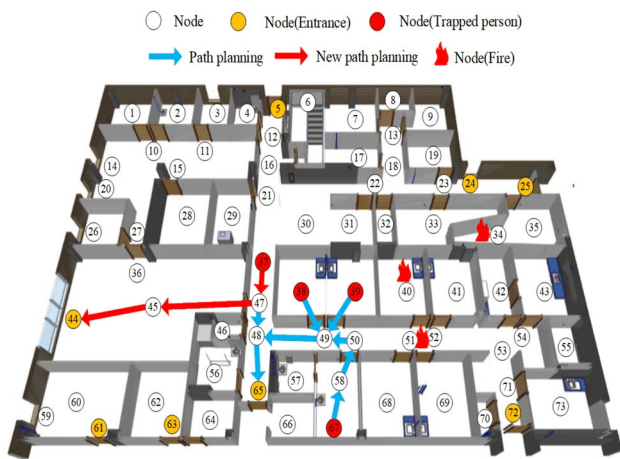 Node
Node(Entrance)
Node(Trapped person)
Path planning
New path planning
Node(Fire)
1 2 3 4 5 6 7 8 9
10 11 12 13
14 15 16 17 18 19
20 21 22 23 24 25
26 27 28 29 30 31 32 33 34 35
36 37
38 39 40 41 42 43
44 45 46 47 48 49 50 51 52 53 54 55
56 57 58
59 60 61 62 63 64 65 66 67 68 69 70 71 72 73